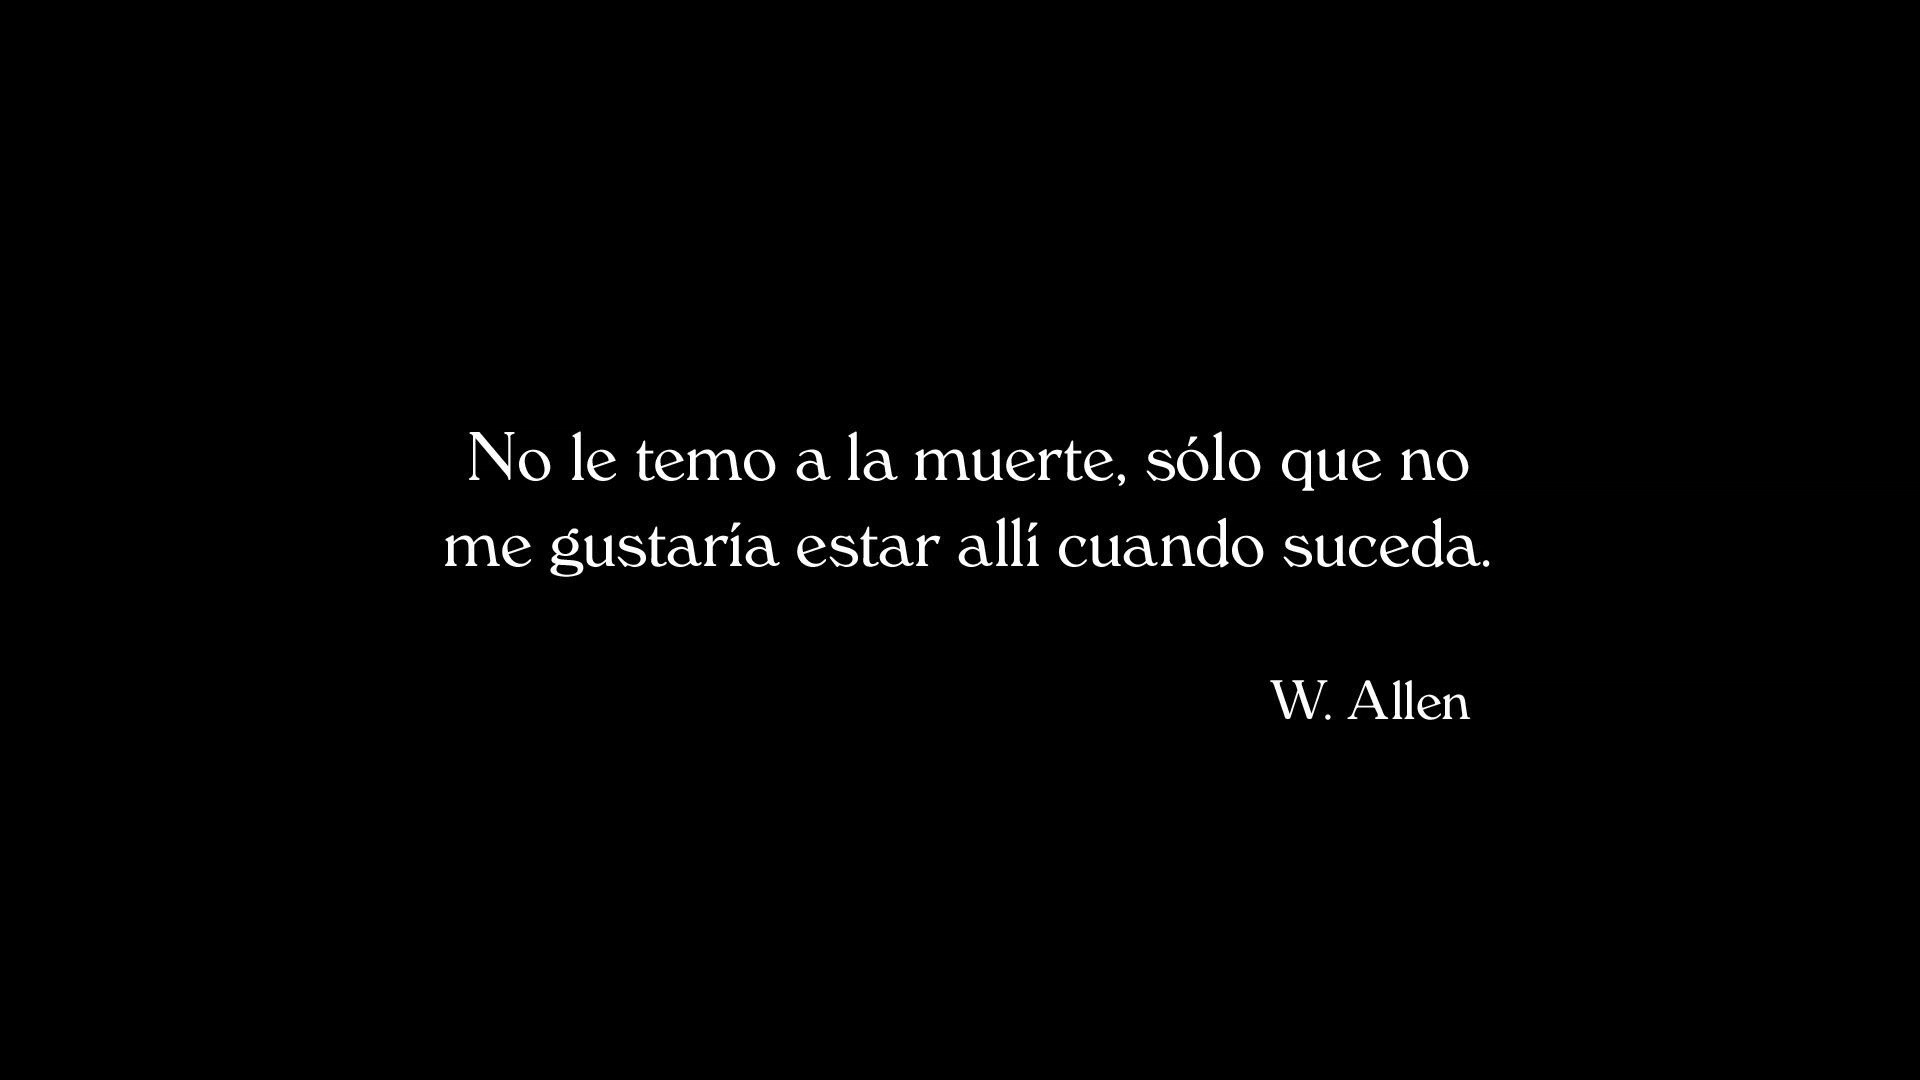 No le temo a la muerte, sólo que no
me gustaría estar allí cuando suceda.
W. Allen